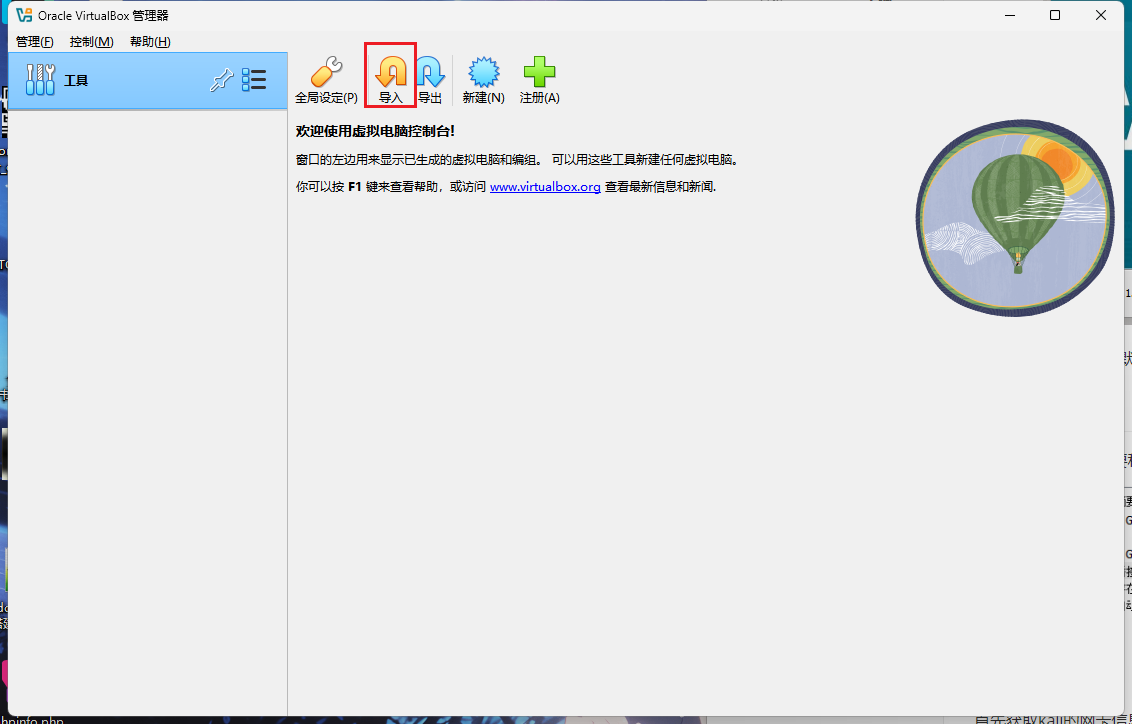 Oracle VirtualBox 管理器
管理(F) 控制(M) 帮助(H)
工具
全局设定(P) 导入 导出 新建(N) 注册(A)
欢迎使用虚拟电脑控制台!
窗口的左边用来显示已生成的虚拟电脑和编组。 可以用这些工具新建任何虚拟电脑。
你可以按 F1 键来查看帮助，或访问 www.virtualbox.org 查看最新信息和新闻.
hpinfo.php